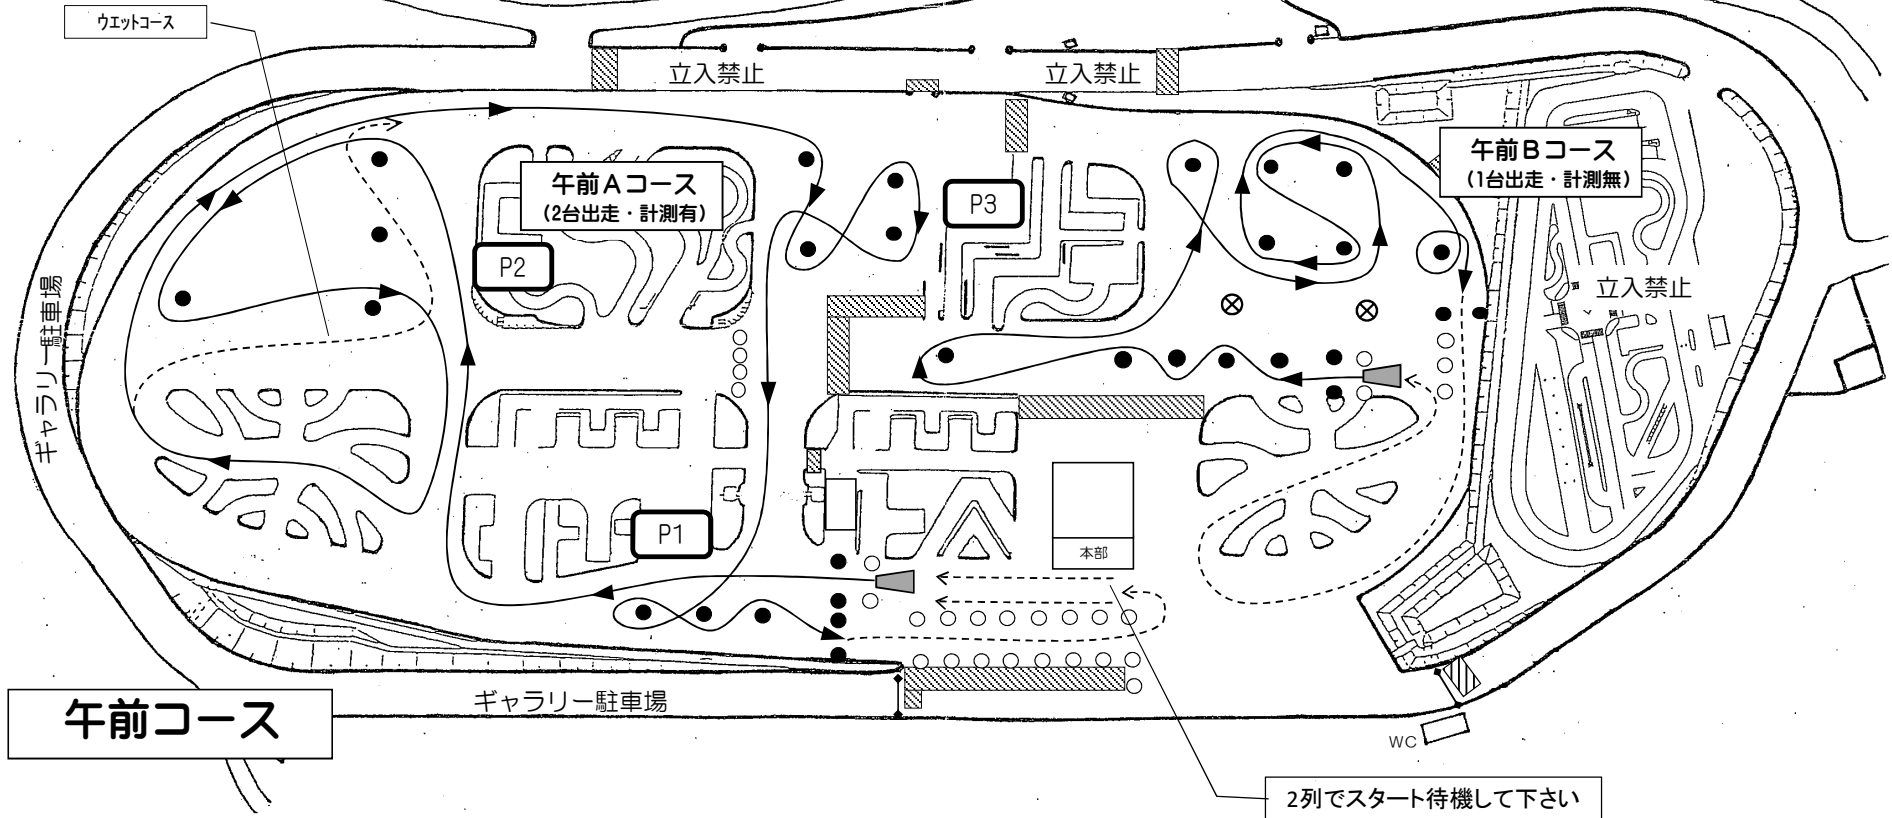 ウエットコース
立入禁止
立入禁止
午前Aコース
(2台出走・計測有)
P2
P3
午前Bコース
(1台出走・計測無)
立入禁止
ギャラリー駐車場
P1
本部
午前コース
ギャラリー駐車場
WC
2列でスタート待機して下さい